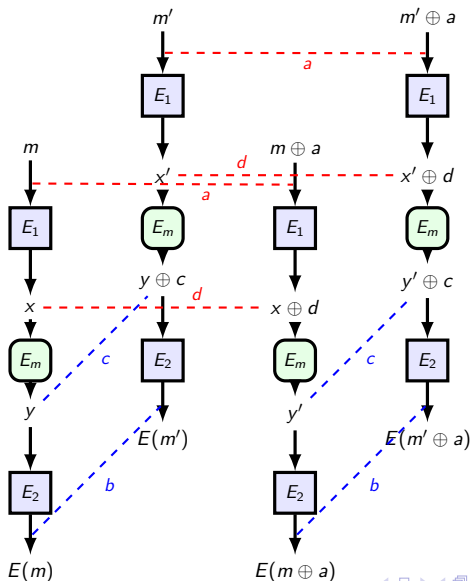 m′ m′ ⊕ a
a
E₁ E₁
m m ⊕ a
x′ d x′ ⊕ d
a
E₁ Eₘ E₁ Eₘ
y ⊕ c y′ ⊕ c
x d x ⊕ d
Eₘ c E₂ Eₘ c E₂
y y′
E(m′) E(m′ ⊕ a)
E₂ b E₂ b
E(m) E(m ⊕ a)